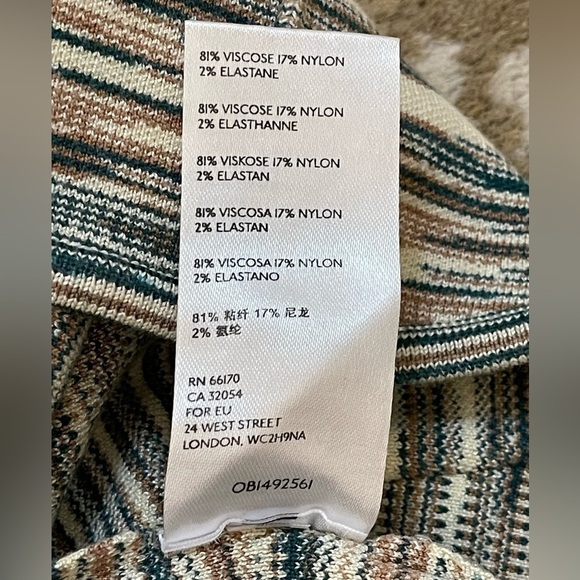 81% VISCOSE 17% NYLON
2% ELASTANE
81% VISCOSE 17% NYLON
2% ELASTHANNE
81% VISKOSE 17% NYLON
2% ELASTAN
81% VISCOSA 17% NYLON
2% ELASTAN
81% VISCOSA 17% NYLON
2% ELASTANO
81% 粘纤 17% 尼龙
2% 氨纶
RN 66170
CA 32054
FOR EU
24 WEST STREET
LONDON, WC2H9NA
OB1492561